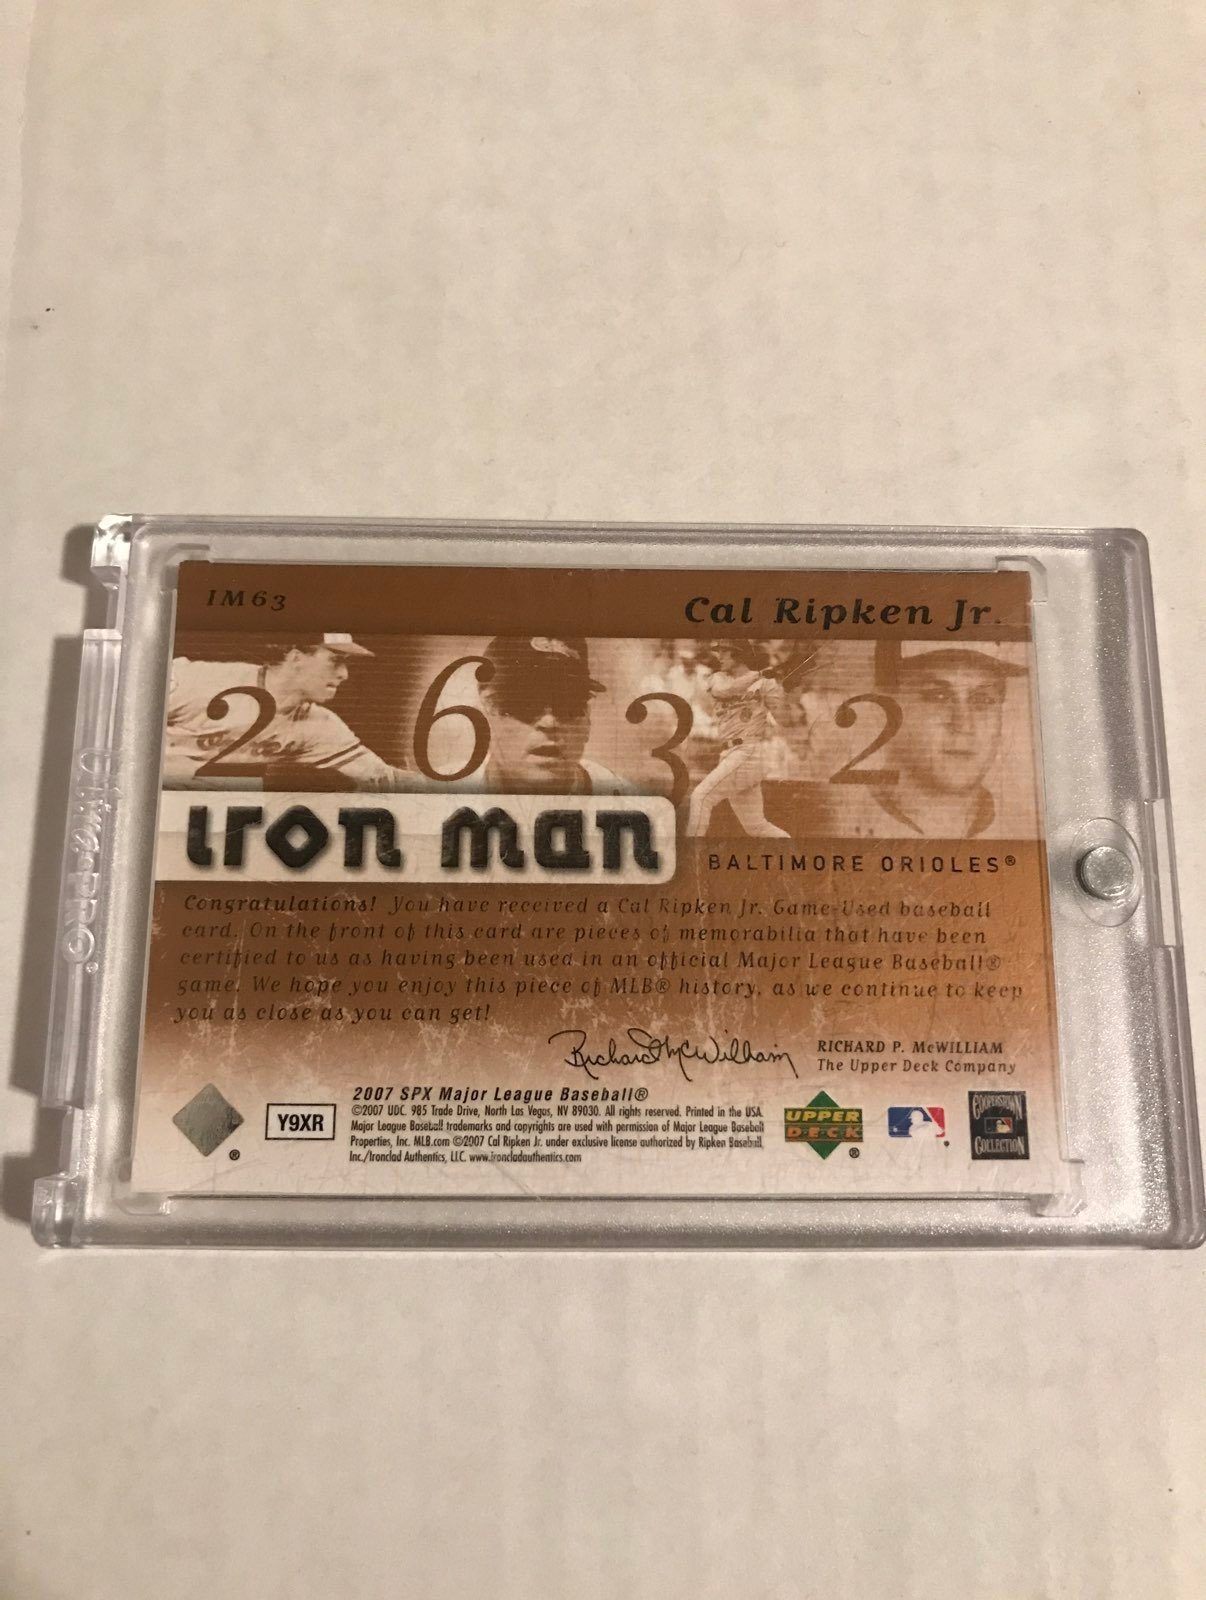 IM63
Cal Ripken Jr.
2 6 3 2
iron man
BALTIMORE ORIOLES®
Congratulations! You have received a Cal Ripken Jr. Game-Used baseball
card. On the front of this card are pieces of memorabilia that have been
certified to us as having been used in an official Major League Baseball®
game. We hope you enjoy this piece of MLB® history, as we continue to keep
you as close as you can get!
Richard McWilliam
RICHARD P. McWILLIAM
The Upper Deck Company
2007 SPX Major League Baseball®
©2007 UDC. 985 Trade Drive, North Las Vegas, NV 89030. All rights reserved. Printed in the USA.
Major League Baseball trademarks and copyrights are used with permission of Major League Baseball
Properties, Inc. MLB.com ©2007 Cal Ripken Jr. under exclusive license authorized by Ripken Baseball,
Inc./Ironclad Authentics, LLC. www.ironcladauthentics.com
®
Y9XR
UPPER
DECK
®
COOPERSTOWN
COLLECTION
Ultra·PRO®